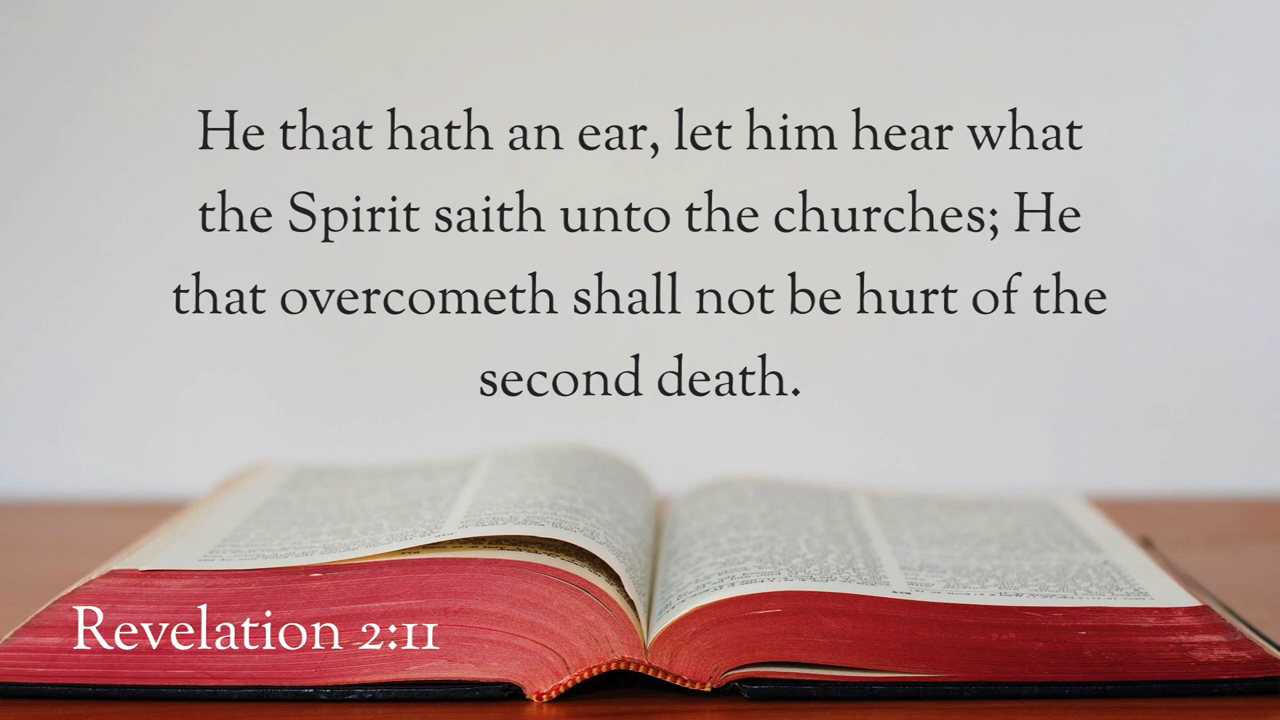 He that hath an ear, let him hear what
the Spirit saith unto the churches; He
that overcometh shall not be hurt of the
second death.
Revelation 2:11